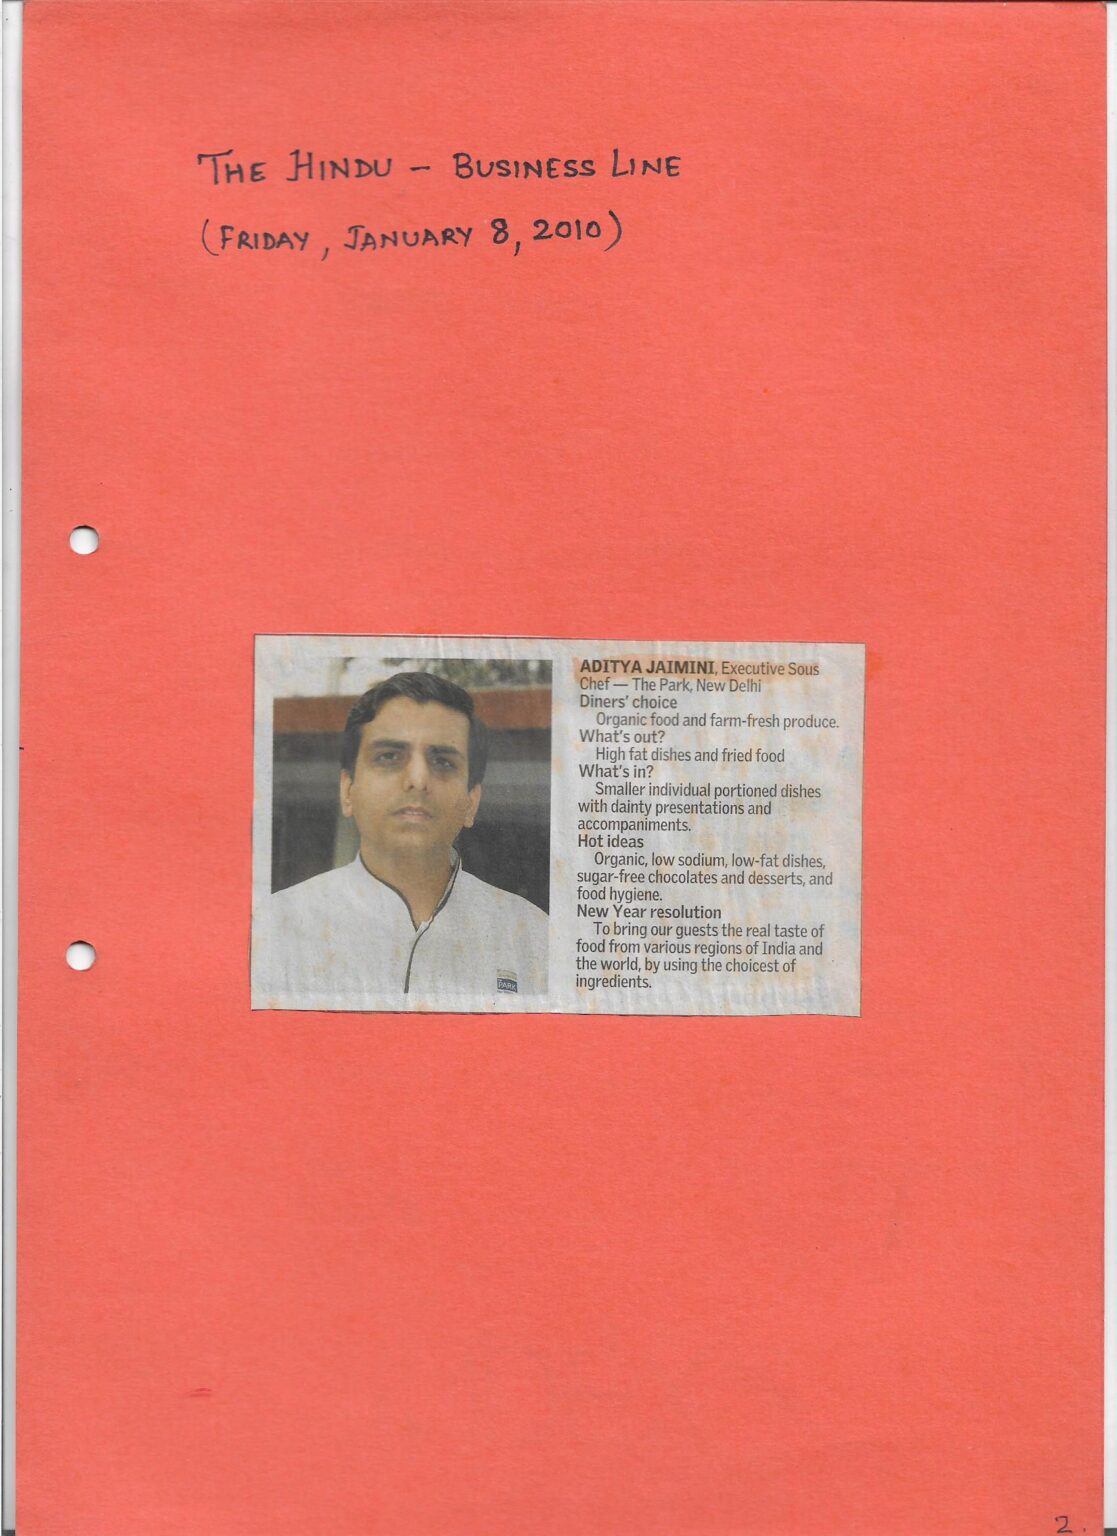 THE HINDU – BUSINESS LINE
(FRIDAY, JANUARY 8, 2010)
ADITYA JAIMINI, Executive Sous
Chef — The Park, New Delhi
Diners' choice
Organic food and farm-fresh produce.
What's out?
High fat dishes and fried food
What's in?
Smaller individual portioned dishes
with dainty presentations and
accompaniments.
Hot ideas
Organic, low sodium, low-fat dishes,
sugar-free chocolates and desserts, and
food hygiene.
New Year resolution
To bring our guests the real taste of
food from various regions of India and
the world, by using the choicest of
ingredients.
PARK
2.